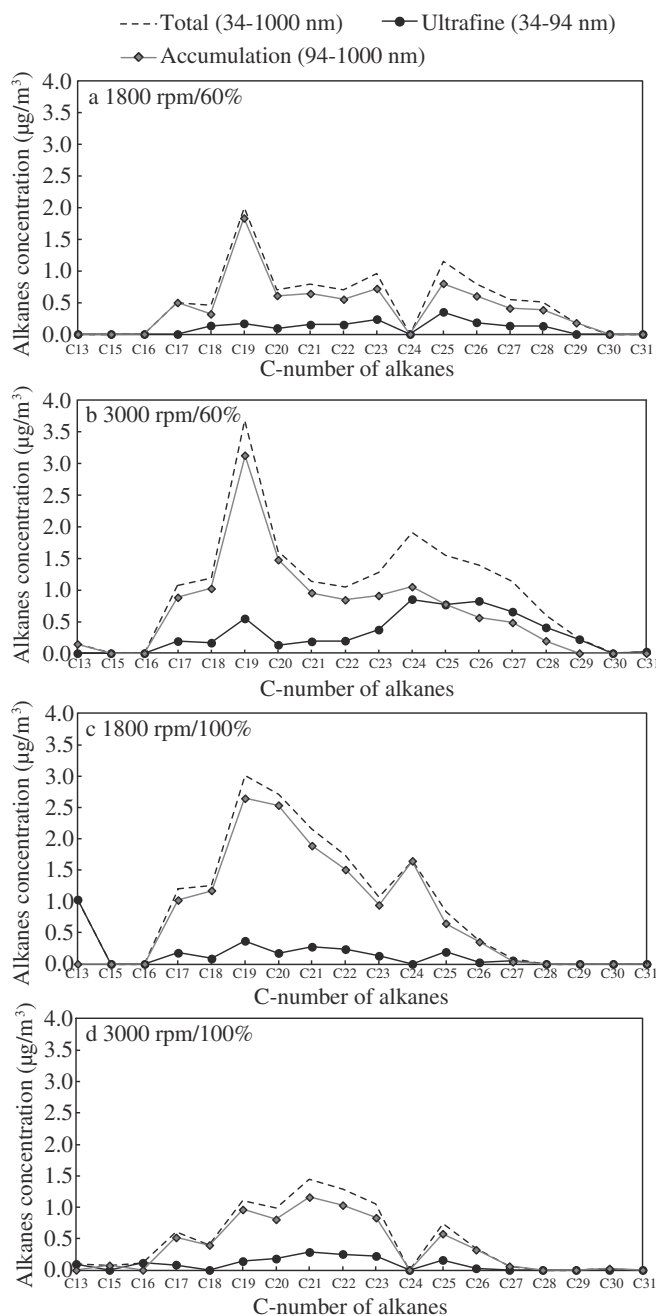 Total (34-1000 nm) Ultrafine (34-94 nm)
Accumulation (94-1000 nm)
a 1800 rpm/60%
Alkanes concentration (μg/m³)
4.0
3.5
3.0
2.5
2.0
1.5
1.0
0.5
0.0
C13 C15 C16 C17 C18 C19 C20 C21 C22 C23 C24 C25 C26 C27 C28 C29 C30 C31
C-number of alkanes
b 3000 rpm/60%
Alkanes concentration (μg/m³)
4.0
3.5
3.0
2.5
2.0
1.5
1.0
0.5
0.0
C13 C15 C16 C17 C18 C19 C20 C21 C22 C23 C24 C25 C26 C27 C28 C29 C30 C31
C-number of alkanes
c 1800 rpm/100%
Alkanes concentration (μg/m³)
4.0
3.5
3.0
2.5
2.0
1.5
1.0
0.5
0.0
C13 C15 C16 C17 C18 C19 C20 C21 C22 C23 C24 C25 C26 C27 C28 C29 C30 C31
C-number of alkanes
d 3000 rpm/100%
Alkanes concentration (μg/m³)
4.0
3.5
3.0
2.5
2.0
1.5
1.0
0.5
0.0
C13 C15 C16 C17 C18 C19 C20 C21 C22 C23 C24 C25 C26 C27 C28 C29 C30 C31
C-number of alkanes